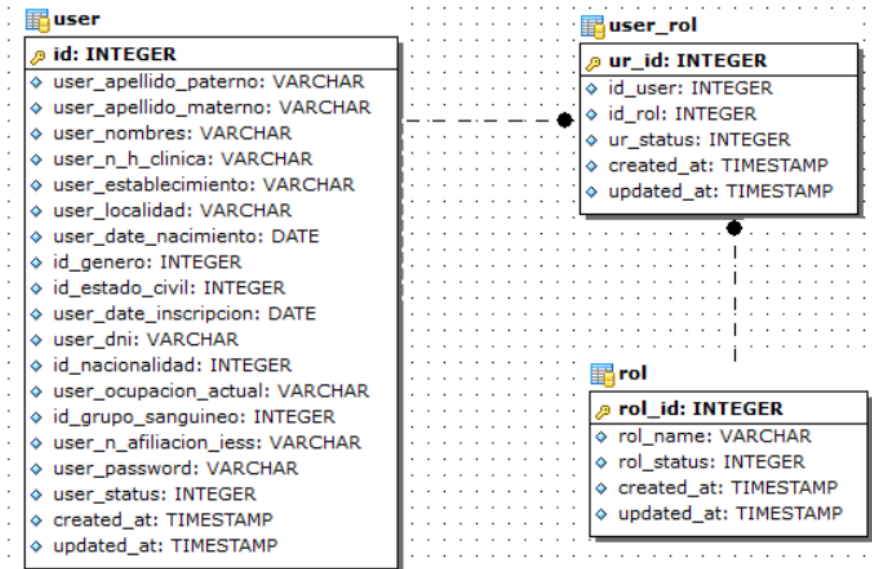 user
id: INTEGER
user_apellido_paterno: VARCHAR
user_apellido_materno: VARCHAR
user_nombres: VARCHAR
user_n_h_clinica: VARCHAR
user_establecimiento: VARCHAR
user_localidad: VARCHAR
user_date_nacimiento: DATE
id_genero: INTEGER
id_estado_civil: INTEGER
user_date_inscripcion: DATE
user_dni: VARCHAR
id_nacionalidad: INTEGER
user_ocupacion_actual: VARCHAR
id_grupo_sanguineo: INTEGER
user_n_afiliacion_iess: VARCHAR
user_password: VARCHAR
user_status: INTEGER
created_at: TIMESTAMP
updated_at: TIMESTAMP
user_rol
ur_id: INTEGER
id_user: INTEGER
id_rol: INTEGER
ur_status: INTEGER
created_at: TIMESTAMP
updated_at: TIMESTAMP
rol
rol_id: INTEGER
rol_name: VARCHAR
rol_status: INTEGER
created_at: TIMESTAMP
updated_at: TIMESTAMP